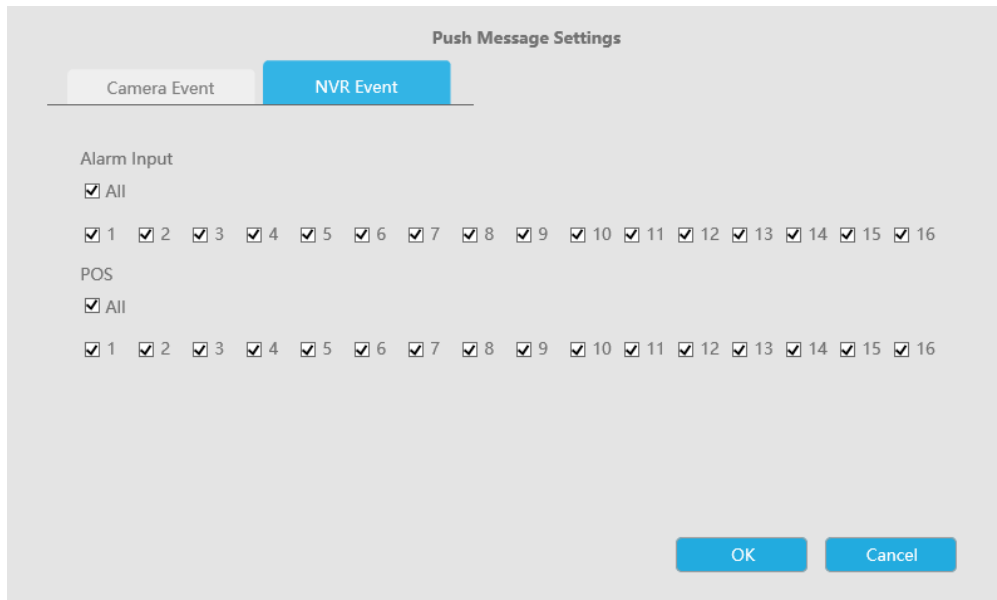 Push Message Settings
Camera Event NVR Event
Alarm Input
All
1 2 3 4 5 6 7 8 9 10 11 12 13 14 15 16
POS
All
1 2 3 4 5 6 7 8 9 10 11 12 13 14 15 16
OK Cancel